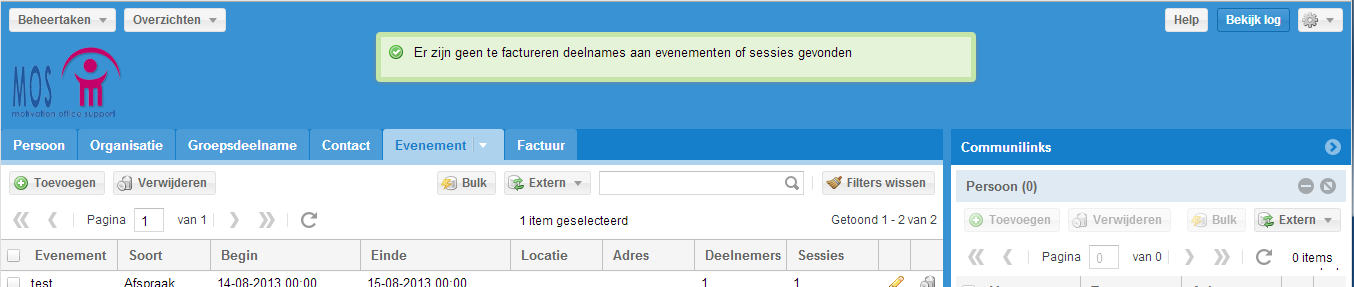 Beheertaken Overzichten Help Bekijk log
Er zijn geen te factureren deelnames aan evenementen of sessies gevonden
MOS
motivation office support
Persoon Organisatie Groepsdeelname Contact Evenement Factuur
Toevoegen Verwijderen Bulk Extern Filters wissen
Pagina 1 van 1 1 item geselecteerd Getoond 1 - 2 van 2
Evenement Soort Begin Einde Locatie Adres Deelnemers Sessies
test Afspraak 14-08-2013 00:00 15-08-2013 00:00 1 1
Communilinks
Persoon (0)
Toevoegen Verwijderen Bulk Extern
Pagina 0 van 0 0 items